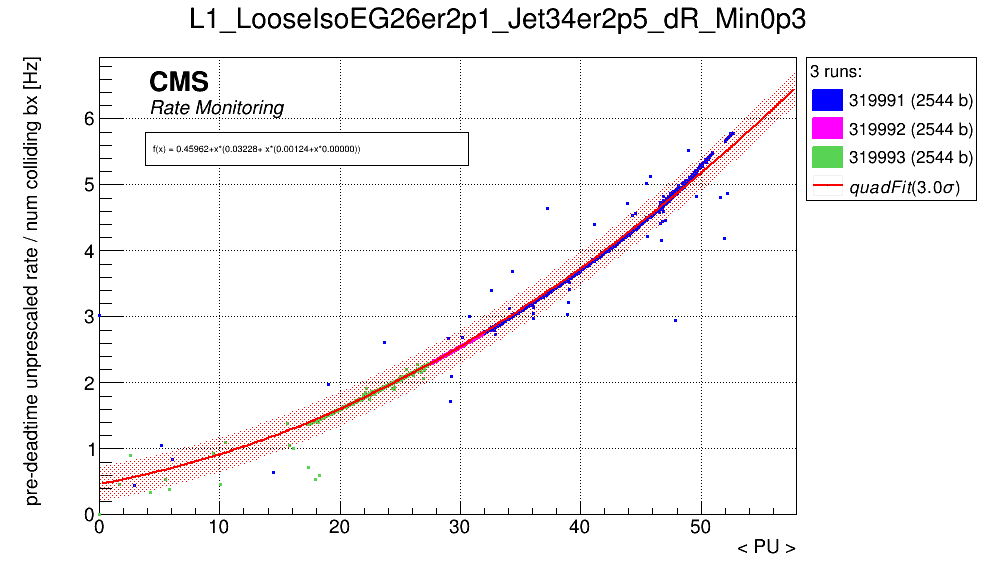 L1_LooseIsoEG26er2p1_Jet34er2p5_dR_Min0p3
pre-deadtime unprescaled rate / num colliding bx [Hz]
CMS
Rate Monitoring
f(x) = 0.45962+x*(0.03228+ x*(0.00124+x*0.00000))
3 runs:
319991 (2544 b)
319992 (2544 b)
319993 (2544 b)
quadFit(3.0σ)
6
5
4
3
2
1
0
0 10 20 30 40 50
< PU >